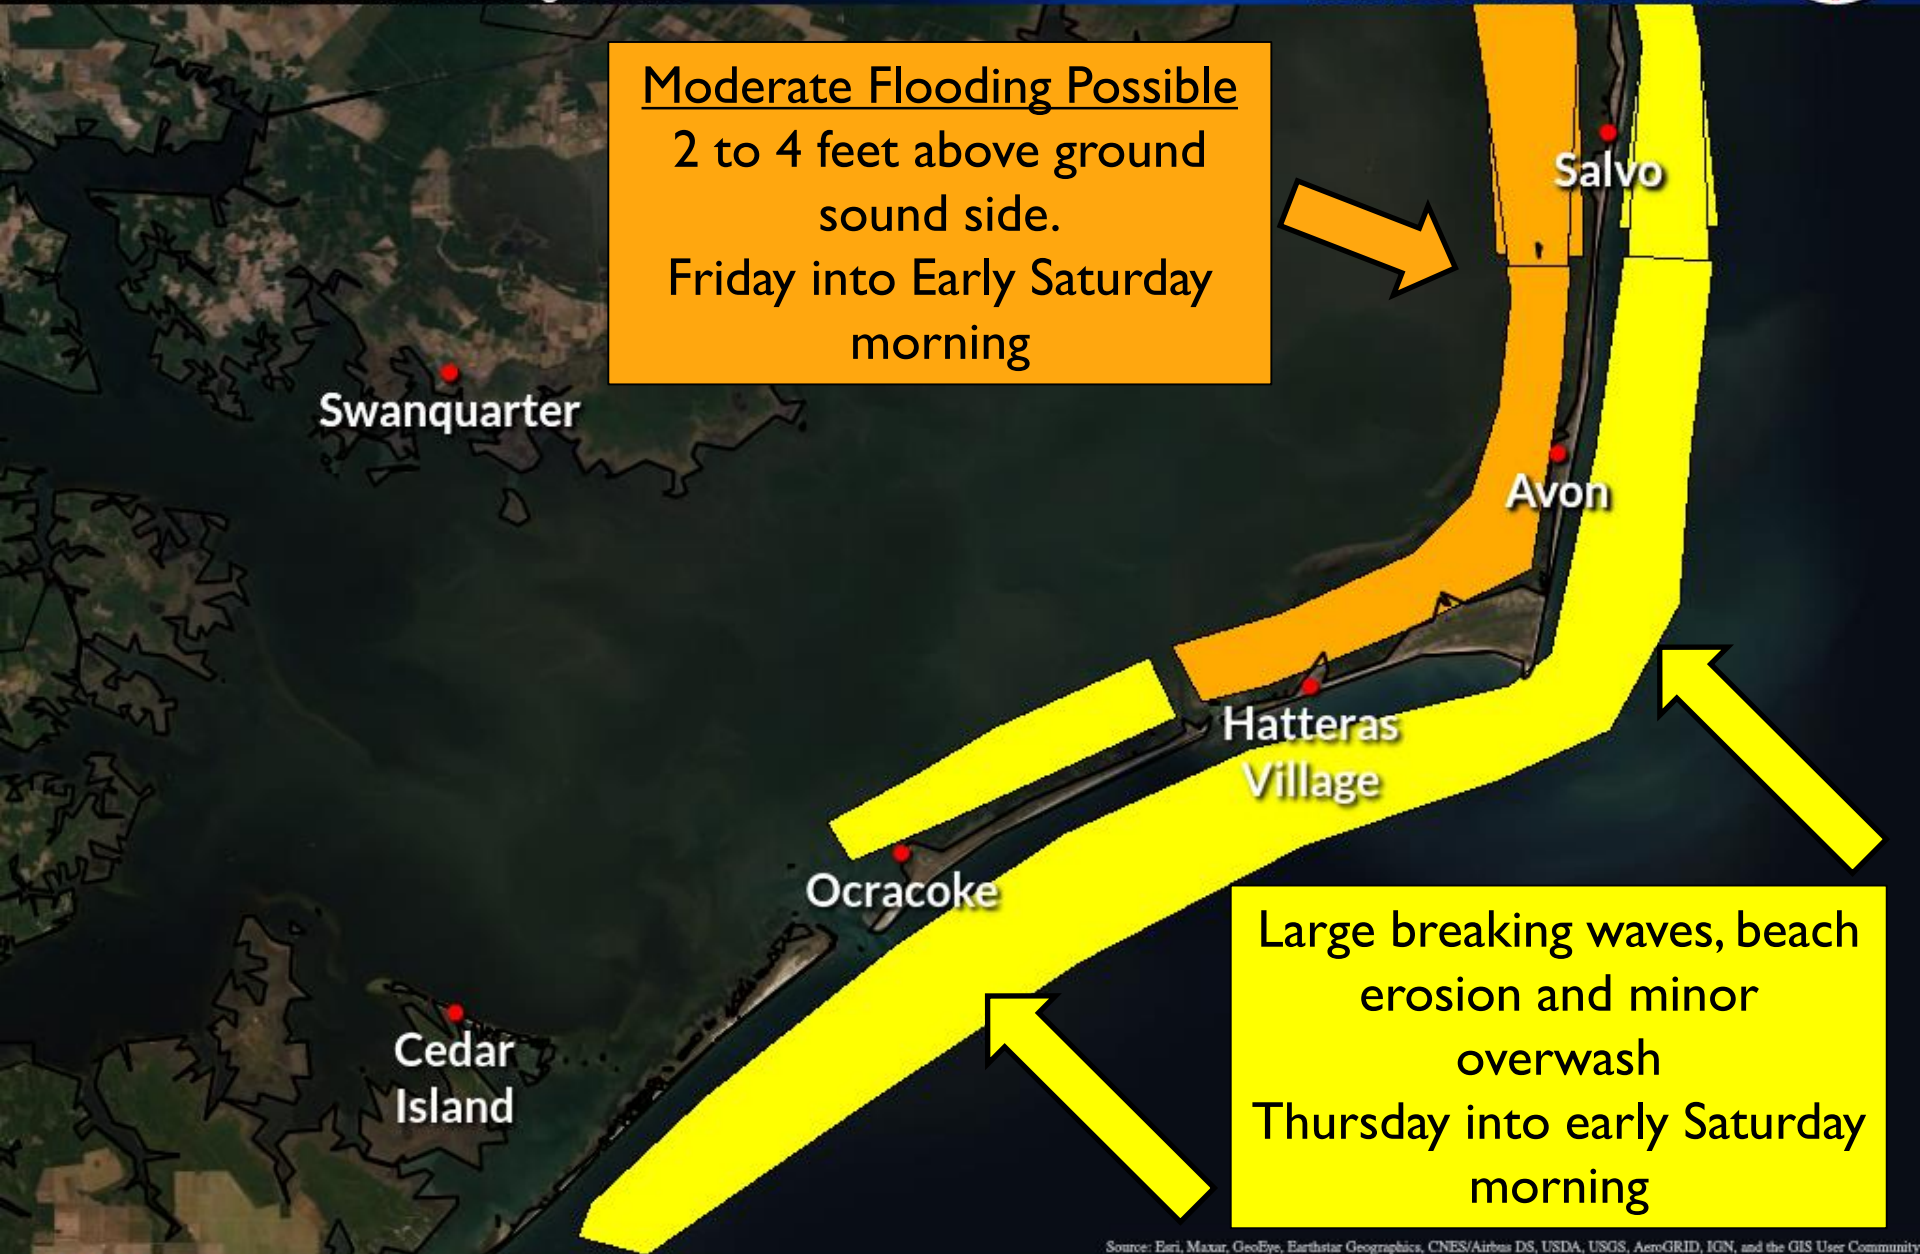 Moderate Flooding Possible
2 to 4 feet above ground
sound side.
Friday into Early Saturday
morning
Salvo
Swanquarter
Avon
Hatteras
Village
Ocracoke
Large breaking waves, beach
erosion and minor
overwash
Thursday into early Saturday
morning
Cedar
Island
Source: Esri, Maxar, GeoEye, Earthstar Geographics, CNES/Airbus DS, USDA, USGS, AeroGRID, IGN, and the GIS User Community